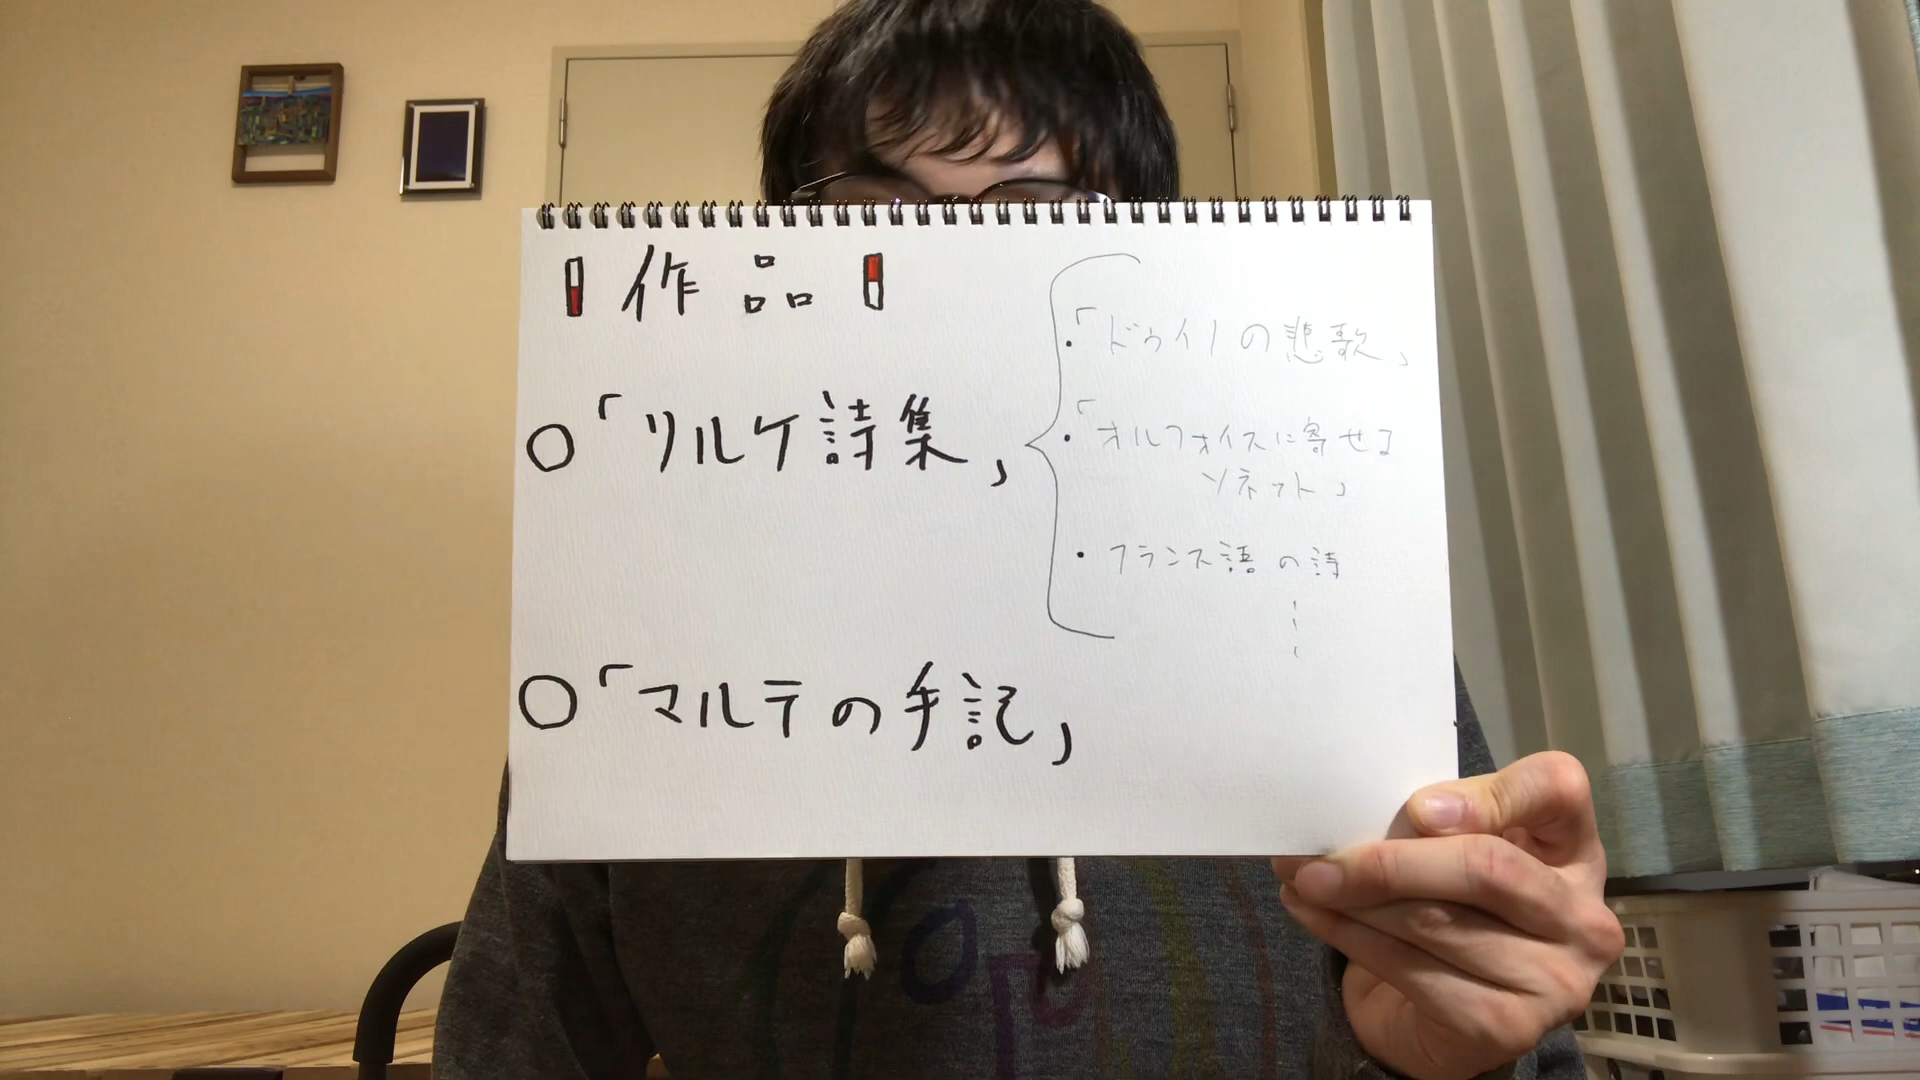 作品
○「リルケ詩集」
・「ドゥイノの悲歌」
・「オルフォイスに寄せる
ソネット」
・フランス語の詩
○「マルテの手記」